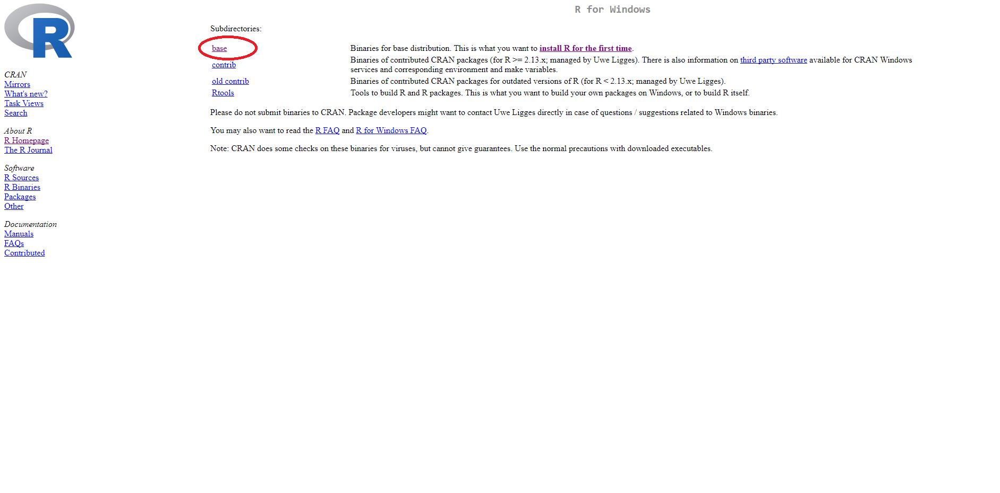 R
CRAN
Mirrors
What's new?
Task Views
Search
About R
R Homepage
The R Journal
Software
R Sources
R Binaries
Packages
Other
Documentation
Manuals
FAQs
Contributed
R for Windows
Subdirectories:
base Binaries for base distribution. This is what you want to install R for the first time.
contrib Binaries of contributed CRAN packages (for R >= 2.13.x; managed by Uwe Ligges). There is also information on third party software available for CRAN Windows
services and corresponding environment and make variables.
old contrib Binaries of contributed CRAN packages for outdated versions of R (for R < 2.13.x; managed by Uwe Ligges).
Rtools Tools to build R and R packages. This is what you want to build your own packages on Windows, or to build R itself.
Please do not submit binaries to CRAN. Package developers might want to contact Uwe Ligges directly in case of questions / suggestions related to Windows binaries.
You may also want to read the R FAQ and R for Windows FAQ.
Note: CRAN does some checks on these binaries for viruses, but cannot give guarantees. Use the normal precautions with downloaded executables.